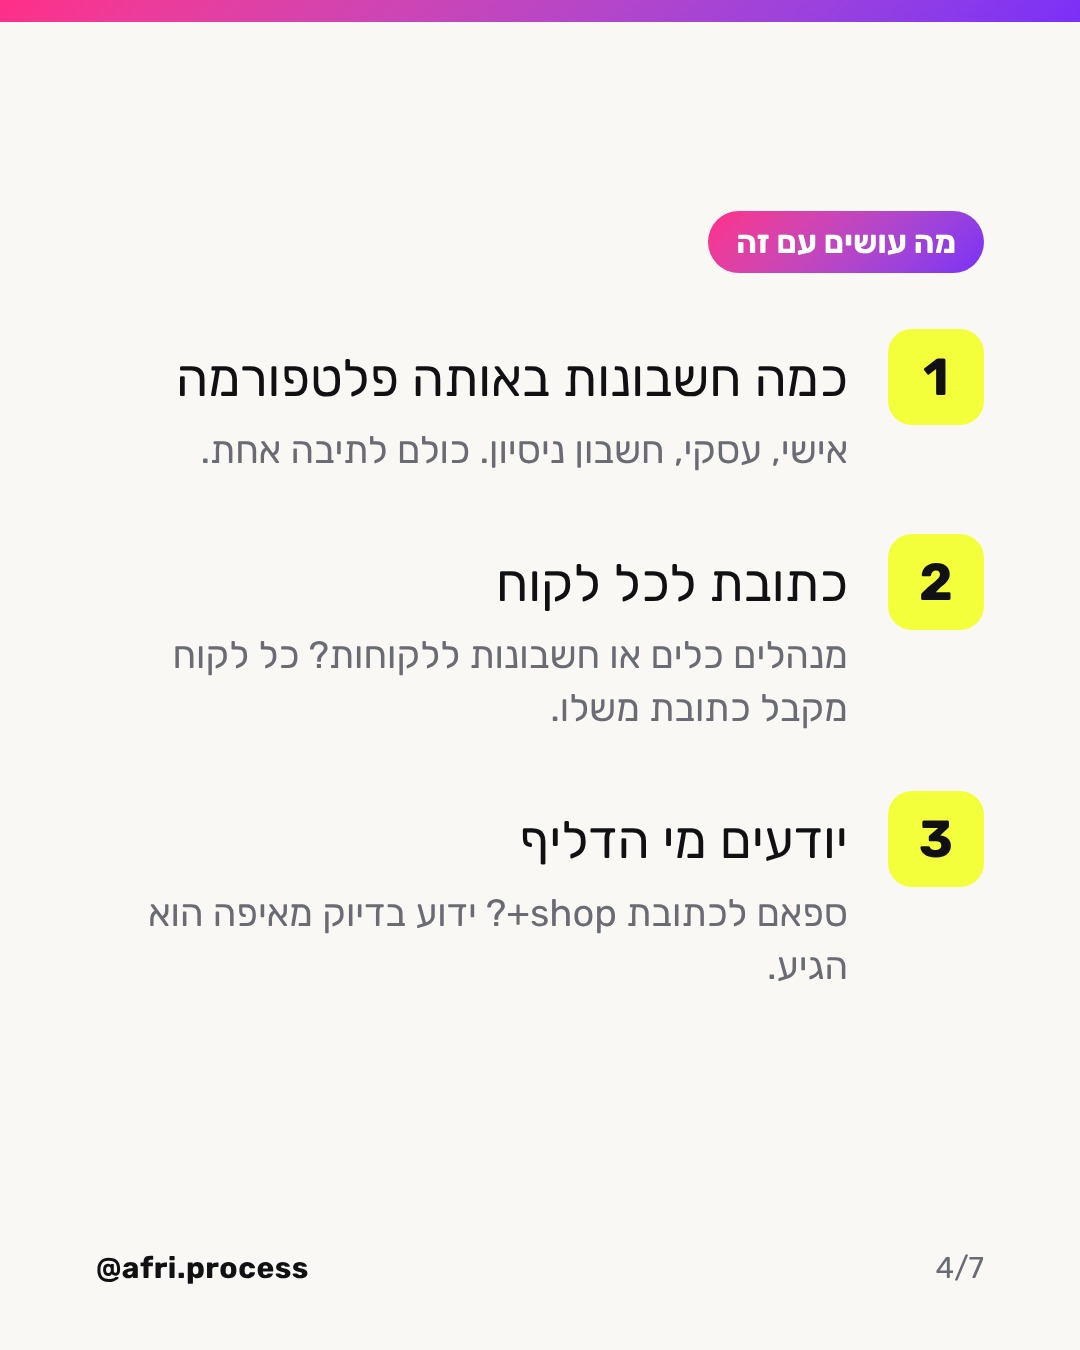 מה עושים עם זה
1
כמה חשבונות באותה פלטפורמה
אישי, עסקי, חשבון ניסיון. כולם לתיבה אחת.
2
כתובת לכל לקוח
מנהלים כלים או חשבונות ללקוחות? כל לקוח
מקבל כתובת משלו.
3
יודעים מי הדליף
ספאם לכתובת shop+? ידוע בדיוק מאיפה הוא
הגיע.
@afri.process
4/7